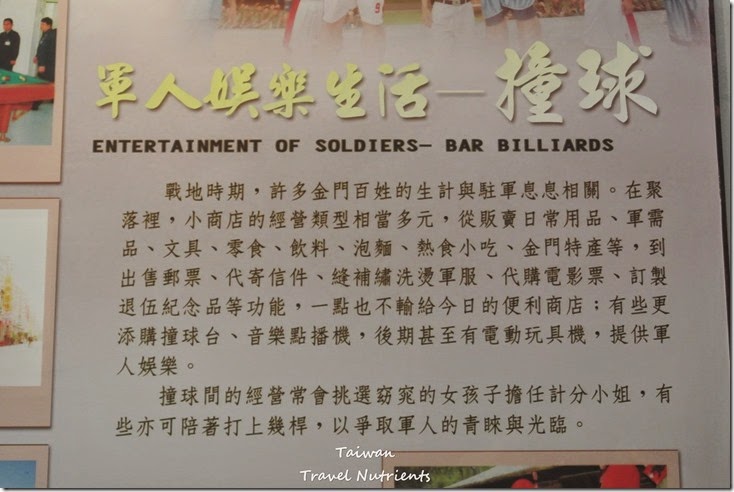 軍人娛樂生活—撞球
ENTERTAINMENT OF SOLDIERS– BAR BILLIARDS
戰地時期，許多金門百姓的生計與駐軍息息相關。在聚
落裡，小商店的經營類型相當多元，從販賣日常用品、軍需
品、文具、零食、飲料、泡麵、熱食小吃、金門特產等，到
出售郵票、代寄信件、縫補繡洗燙軍服、代購電影票、訂製
退伍紀念品等功能，一點也不輸給今日的便利商店；有些更
添購撞球台、音樂點播機，後期甚至有電動玩具機，提供軍
人娛樂。
撞球間的經營常會挑選窈窕的女孩子擔任計分小姐，有
些亦可陪著打上幾桿，以爭取軍人的青睞與光臨。
Taiwan
Travel Nutrients